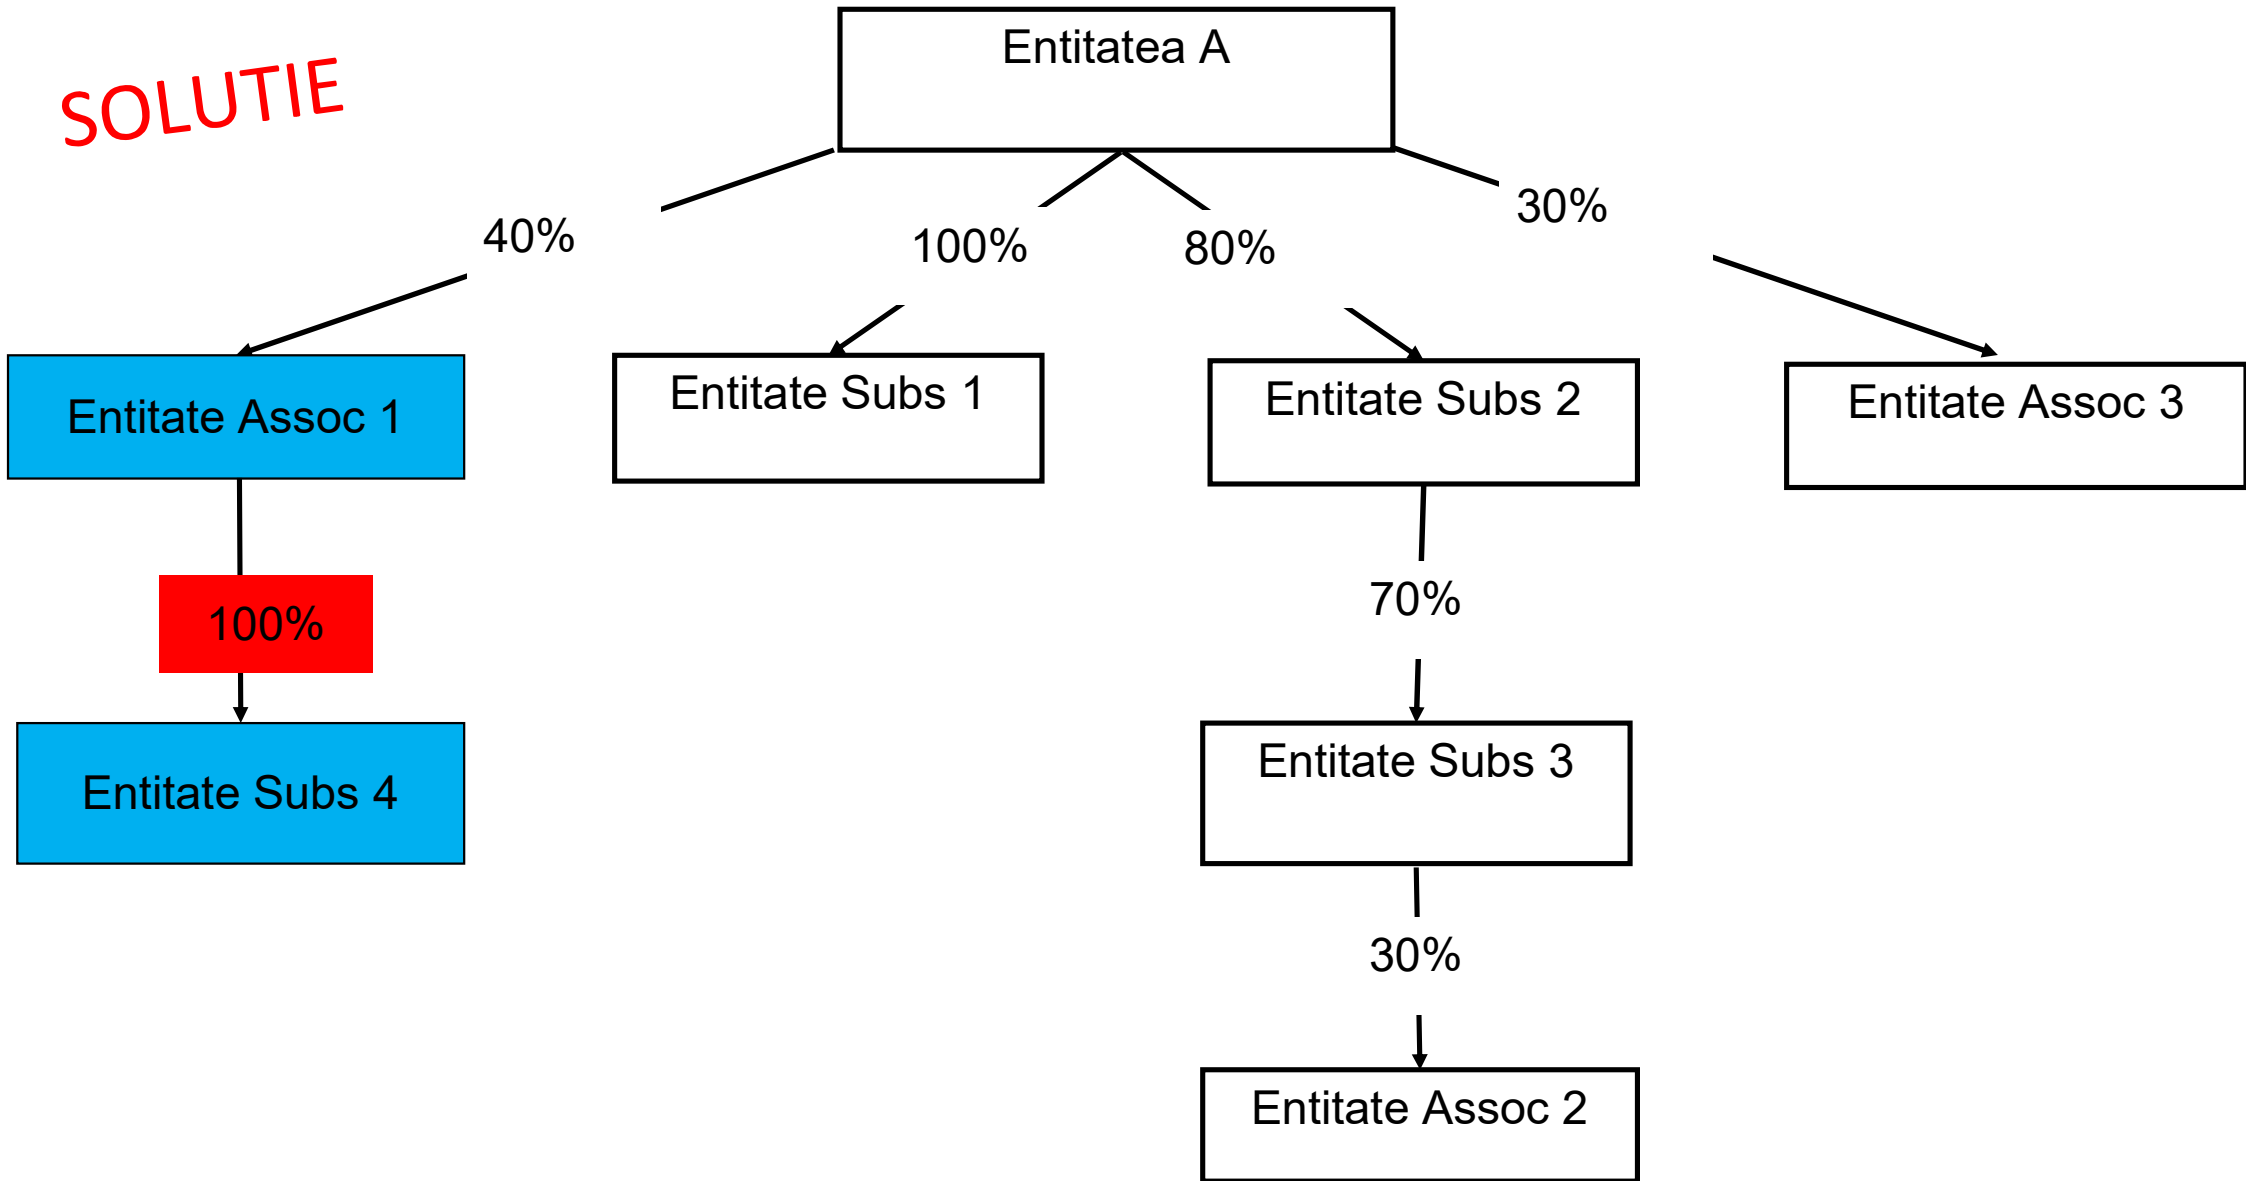 SOLUTIE
Entitatea A
40%
100%
80%
30%
Entitate Assoc 1
Entitate Subs 1
Entitate Subs 2
Entitate Assoc 3
100%
70%
Entitate Subs 4
Entitate Subs 3
30%
Entitate Assoc 2